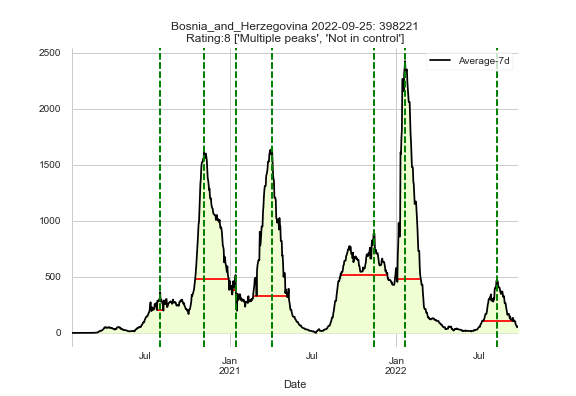 Bosnia_and_Herzegovina 2022-09-25: 398221
Rating:8 ['Multiple peaks', 'Not in control']
Average-7d
2500
2000
1500
1000
500
0
Jul
Jan
2021
Jul
Jan
2022
Jul
Date